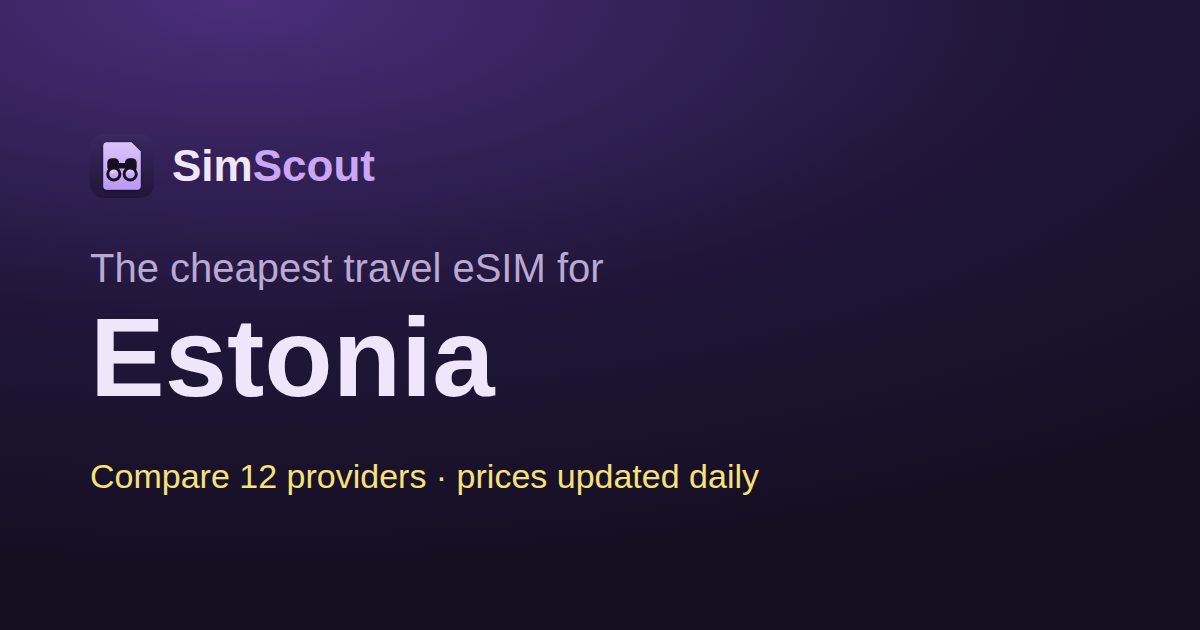 SimScout
The cheapest travel eSIM for
Estonia
Compare 12 providers · prices updated daily